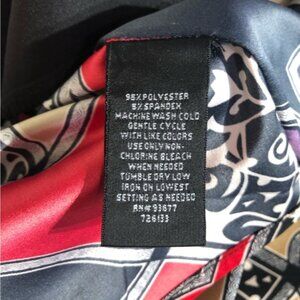 95% POLYESTER
5% SPANDEX
MACHINE WASH COLD
GENTLE CYCLE
WITH LIKE COLORS
USE ONLY NON-
CHLORINE BLEACH
WHEN NEEDED
TUMBLE DRY LOW
IRON ON LOWEST
SETTING AS NEEDED
RN# 93677
726133